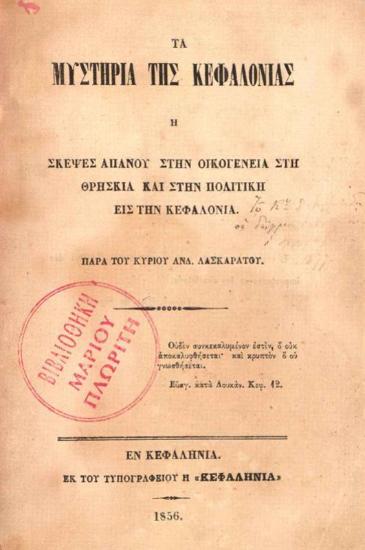 ΤΑ
ΜΥΣΤΗΡΙΑ ΤΗΣ ΚΕΦΑΛΟΝΙΑΣ
Η
ΣΚΕΨΕΣ ΑΠΑΝΟΥ ΣΤΗΝ ΟΙΚΟΓΕΝΕΙΑ ΣΤΗ
ΘΡΗΣΚΙΑ ΚΑΙ ΣΤΗΝ ΠΟΛΙΤΙΚΗ
ΕΙΣ ΤΗΝ ΚΕΦΑΛΟΝΙΑ.
ΠΑΡΑ ΤΟΥ ΚΥΡΙΟΥ ΑΝΔ. ΛΑΣΚΑΡΑΤΟΥ.
ΒΙΒΛΙΟΘΗΚΗ
ΜΑΡΙΟΥ
ΠΛΩΡΙΤΗ
Οὐδὲν συνκεκαλυμένον ἐστὶν, ὃ οὐκ
ἀποκαλυφθήσεται· καὶ κρυπτὸν ὃ οὐ
γνωσθήσεται.
Εὐαγ. κατὰ Λουκάν. Κεφ. 12.
ΕΝ ΚΕΦΑΛΗΝΙΑ.
ΕΚ ΤΟΥ ΤΥΠΟΓΡΑΦΕΙΟΥ Η «ΚΕΦΑΛΗΝΙΑ»
1856.